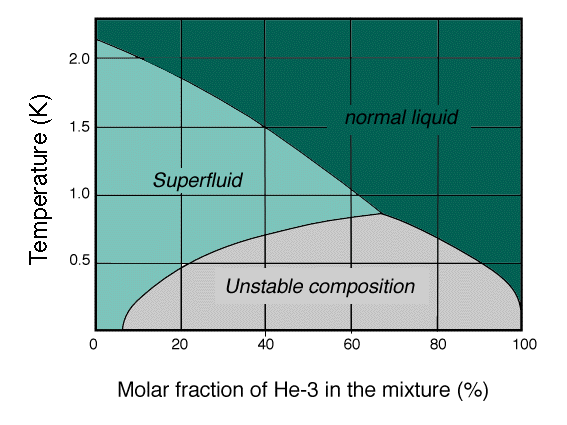 2.0
1.5
1.0
0.5
Temperature (K)
normal liquid
Superfluid
Unstable composition
0 20 40 60 80 100
Molar fraction of He-3 in the mixture (%)